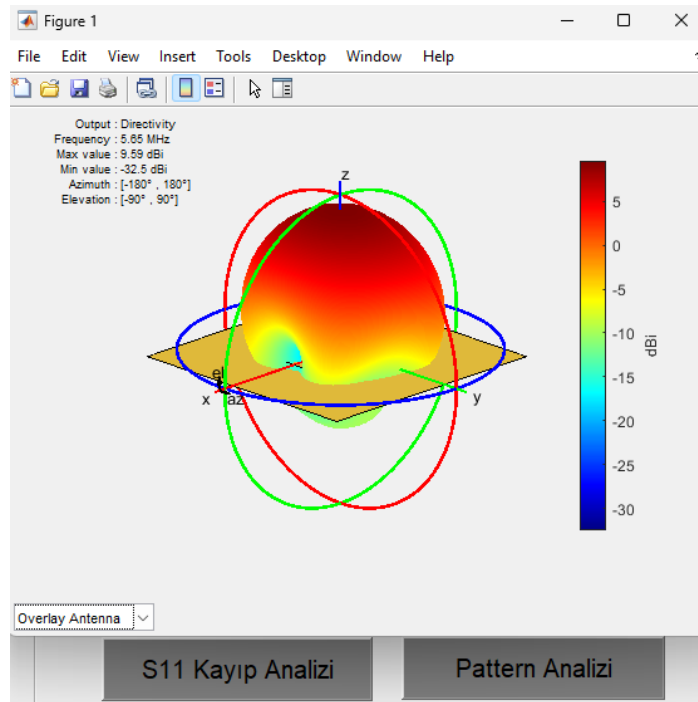 Figure 1
File Edit View Insert Tools Desktop Window Help
Output : Directivity
Frequency : 5.65 MHz
Max value : 9.59 dBi
Min value : -32.5 dBi
Azimuth : [-180° , 180°]
Elevation : [-90° , 90°]
z
el
x
az
y
0
-5
-10
-15
-20
-25
-30
dBi
5
Overlay Antenna
S11 Kayıp Analizi
Pattern Analizi